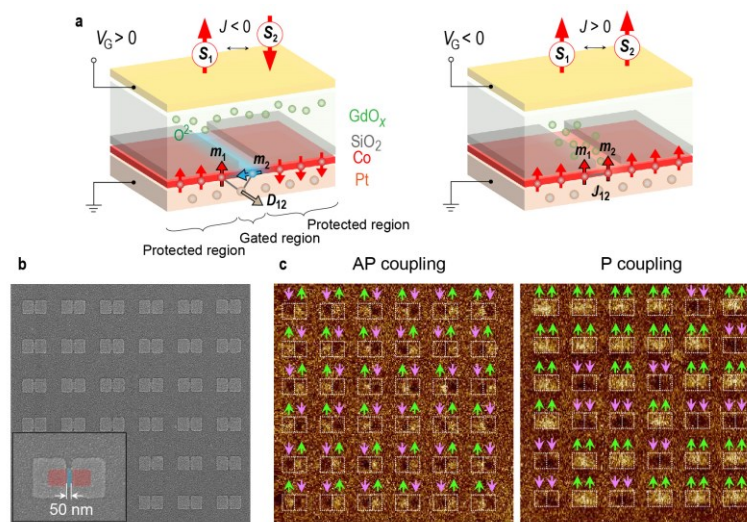 a
V_G > 0
J < 0
S_1
S_2
O^2-
m_1
m_2
D_12
GdO_x
SiO_2
Co
Pt
Protected region
Gated region
Protected region
V_G < 0
J > 0
S_1
S_2
m_1
m_2
J_12
b
50 nm
c
AP coupling
P coupling